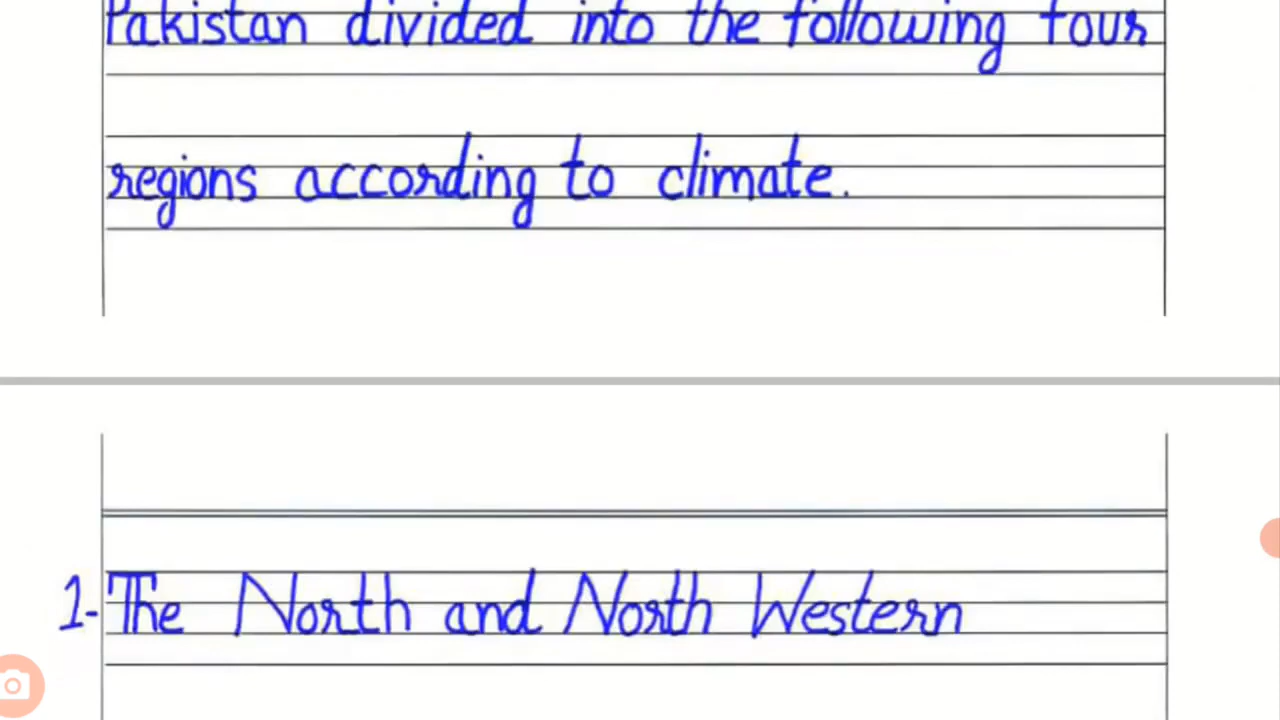 Pakistan divided into the following four
regions according to climate.
1- The North and North Western